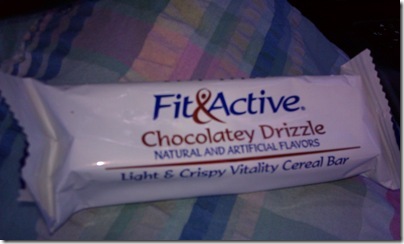 Fit&Active®
Chocolatey Drizzle
NATURAL AND ARTIFICIAL FLAVORS
Light & Crispy Vitality Cereal Bar